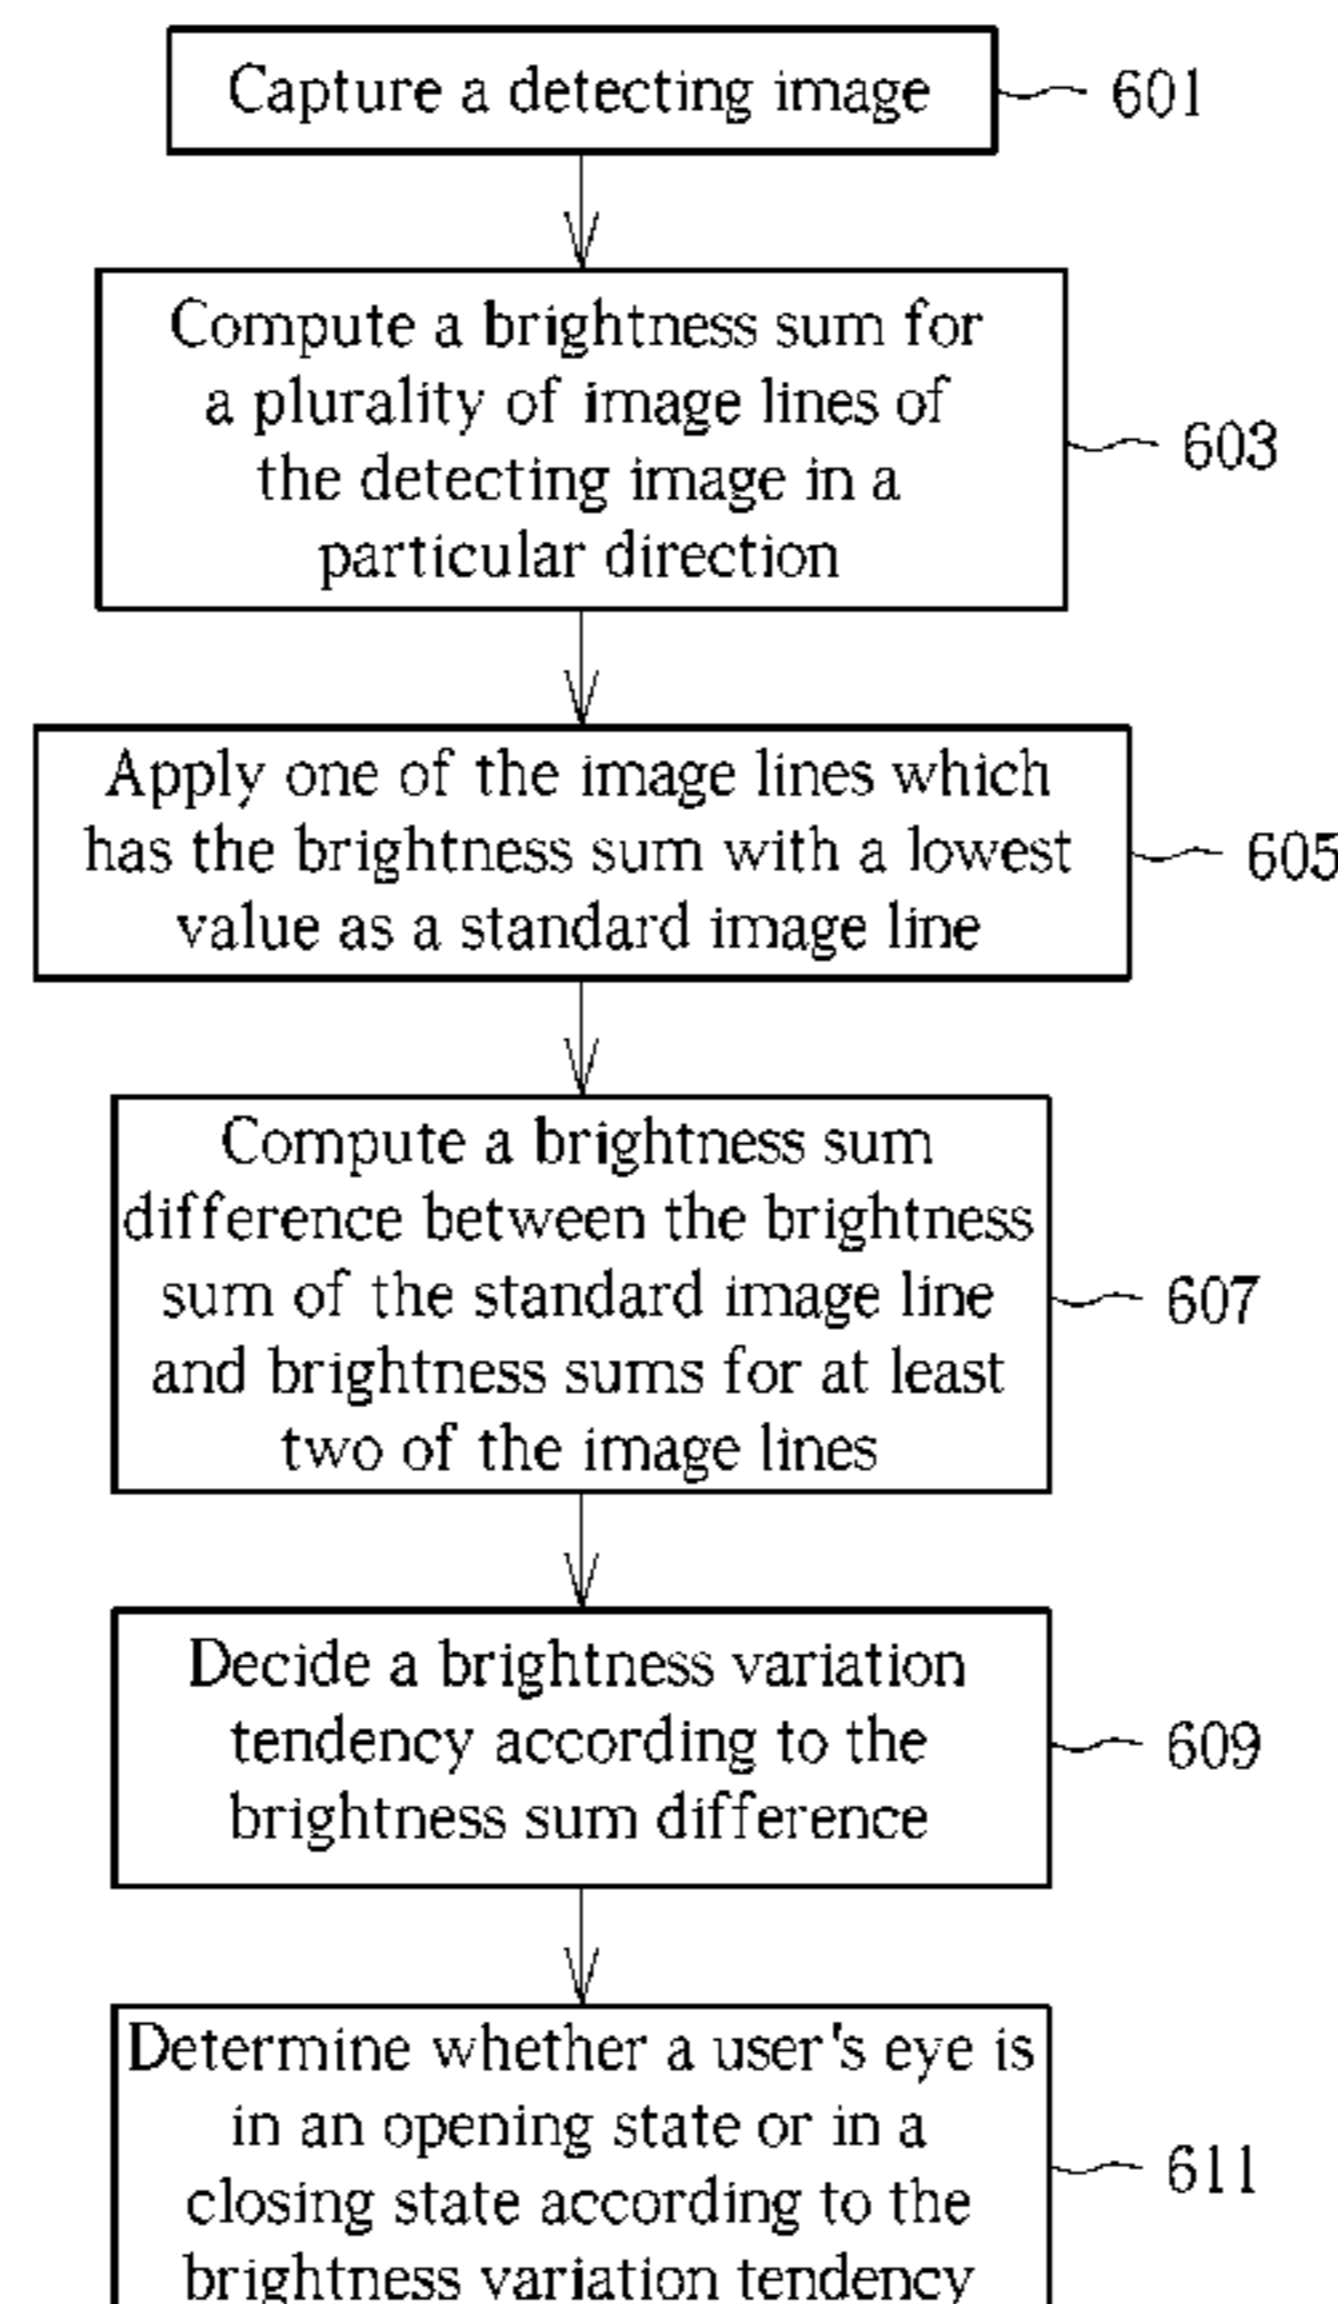 Capture a detecting image
601
Compute a brightness sum for
a plurality of image lines of
the detecting image in a
particular direction
603
Apply one of the image lines which
has the brightness sum with a lowest
value as a standard image line
605
Compute a brightness sum
difference between the brightness
sum of the standard image line
and brightness sums for at least
two of the image lines
607
Decide a brightness variation
tendency according to the
brightness sum difference
609
Determine whether a user's eye is
in an opening state or in a
closing state according to the
brightness variation tendency
611